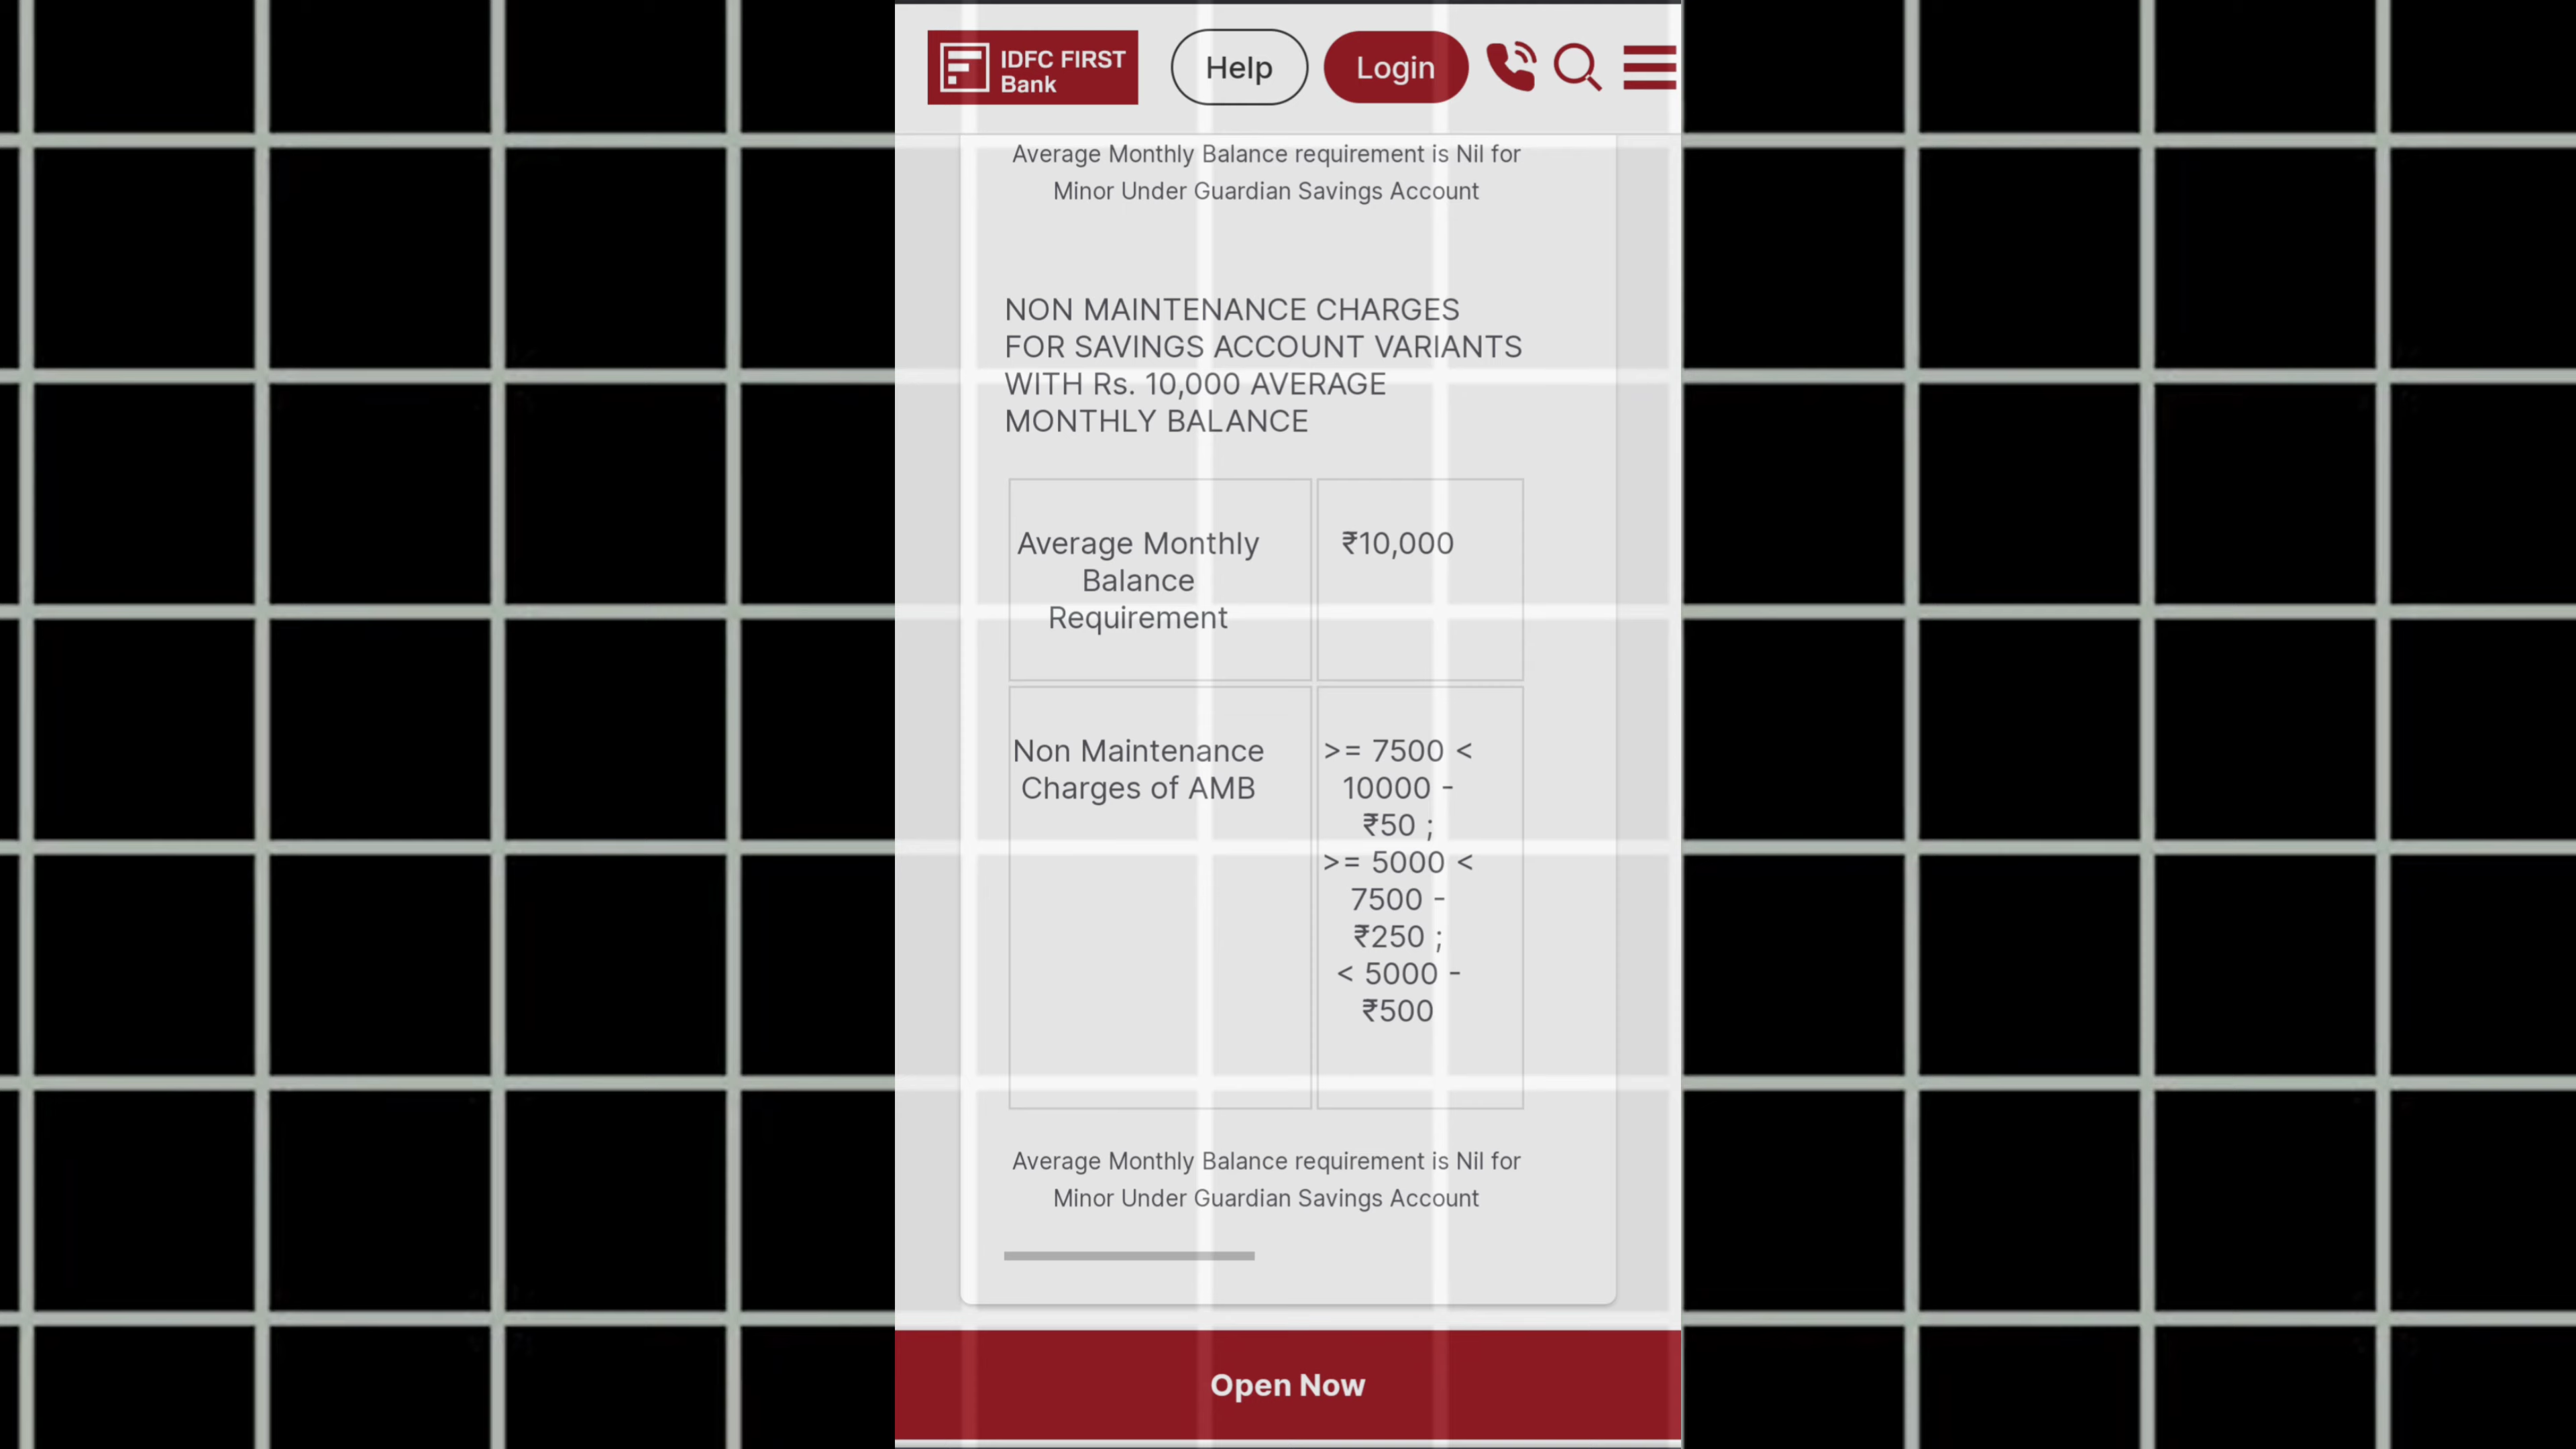 IDFC FIRST
Bank
Help
Login
Average Monthly Balance requirement is Nil for
Minor Under Guardian Savings Account
NON MAINTENANCE CHARGES
FOR SAVINGS ACCOUNT VARIANTS
WITH Rs. 10,000 AVERAGE
MONTHLY BALANCE
Average Monthly
Balance
Requirement
₹10,000
Non Maintenance
Charges of AMB
>= 7500 <
10000 -
₹50 ;
>= 5000 <
7500 -
₹250 ;
< 5000 -
₹500
Average Monthly Balance requirement is Nil for
Minor Under Guardian Savings Account
Open Now